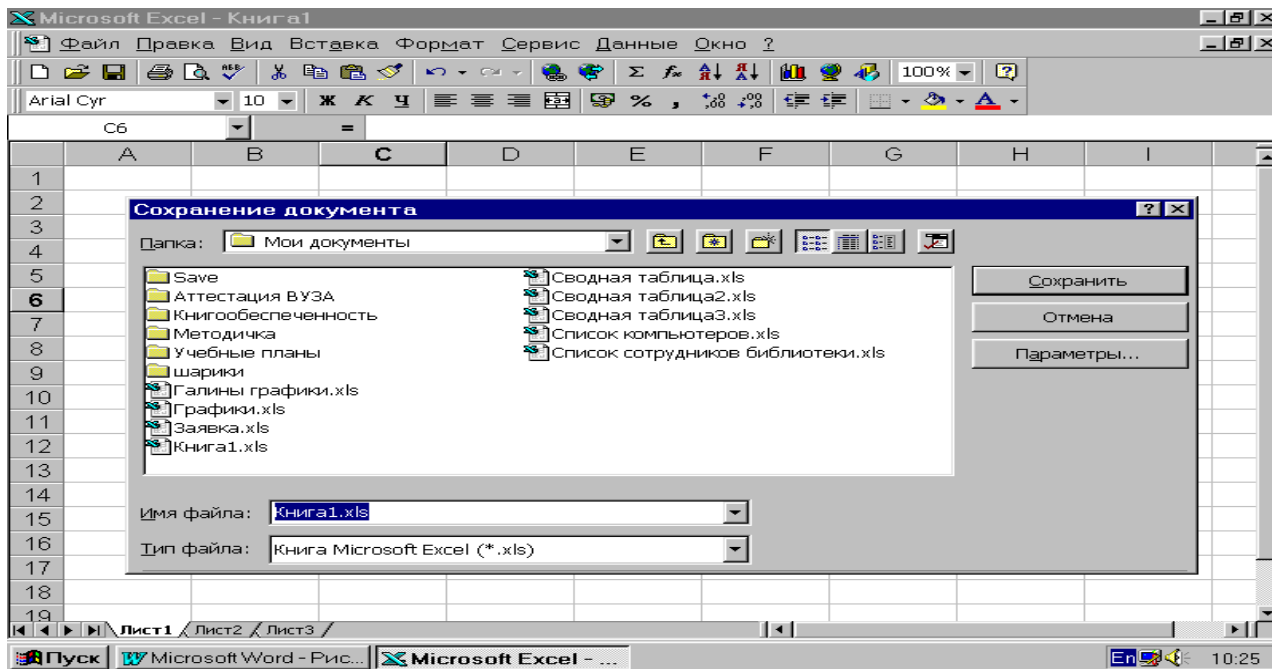 Microsoft Excel - Книга1
Файл Правка Вид Вставка Формат Сервис Данные Окно ?
100%
Arial Cyr 10 Ж К Ч % ,
C6 =
A B C D E F G H I
1
2
Сохранение документа
3
Папка: Мои документы
4
5
Save Сводная таблица.xls Сохранить
6
Аттестация ВУЗА Сводная таблица2.xls
7
Книгообеспеченность Сводная таблица3.xls Отмена
Методичка Список компьютеров.xls
8
Учебные планы Список сотрудников библиотеки.xls Параметры...
9
шарики
10
Галины графики.xls
Графики.xls
11
Заявка.xls
12
Книга1.xls
13
14
15
Имя файла: Книга1.xls
16
Тип файла: Книга Microsoft Excel (*.xls)
17
18
19
Лист1 Лист2 Лист3
Пуск Microsoft Word - Рис... Microsoft Excel - ... En 10:25